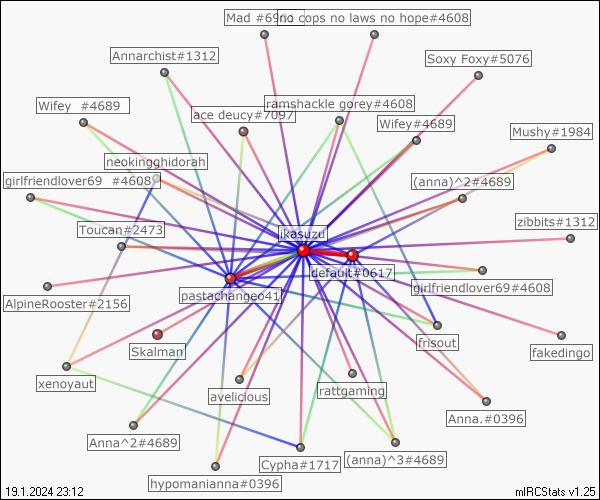 Mad #69
no cops no laws no hope#4608
Annarchist#1312
Soxy Foxy#5076
Wifey  #4689
ace deucy#7097
ramshackle gorey#4608
Wifey#4689
Mushy#1984
neokingghidorah
girlfriendlover69  #4608
(anna)^2#4689
Toucan#2473
ikasuzu
zibbits#1312
default#0617
pastachangeo41
girlfriendlover69#4608
AlpineRooster#2156
Skalman
frisout
fakedingo
xenoyaut
avelicious
rattgaming
Anna.#0396
Anna^2#4689
Cypha#1717
(anna)^3#4689
hypomanianna#0396
19.1.2024 23:12
mIRCStats v1.25